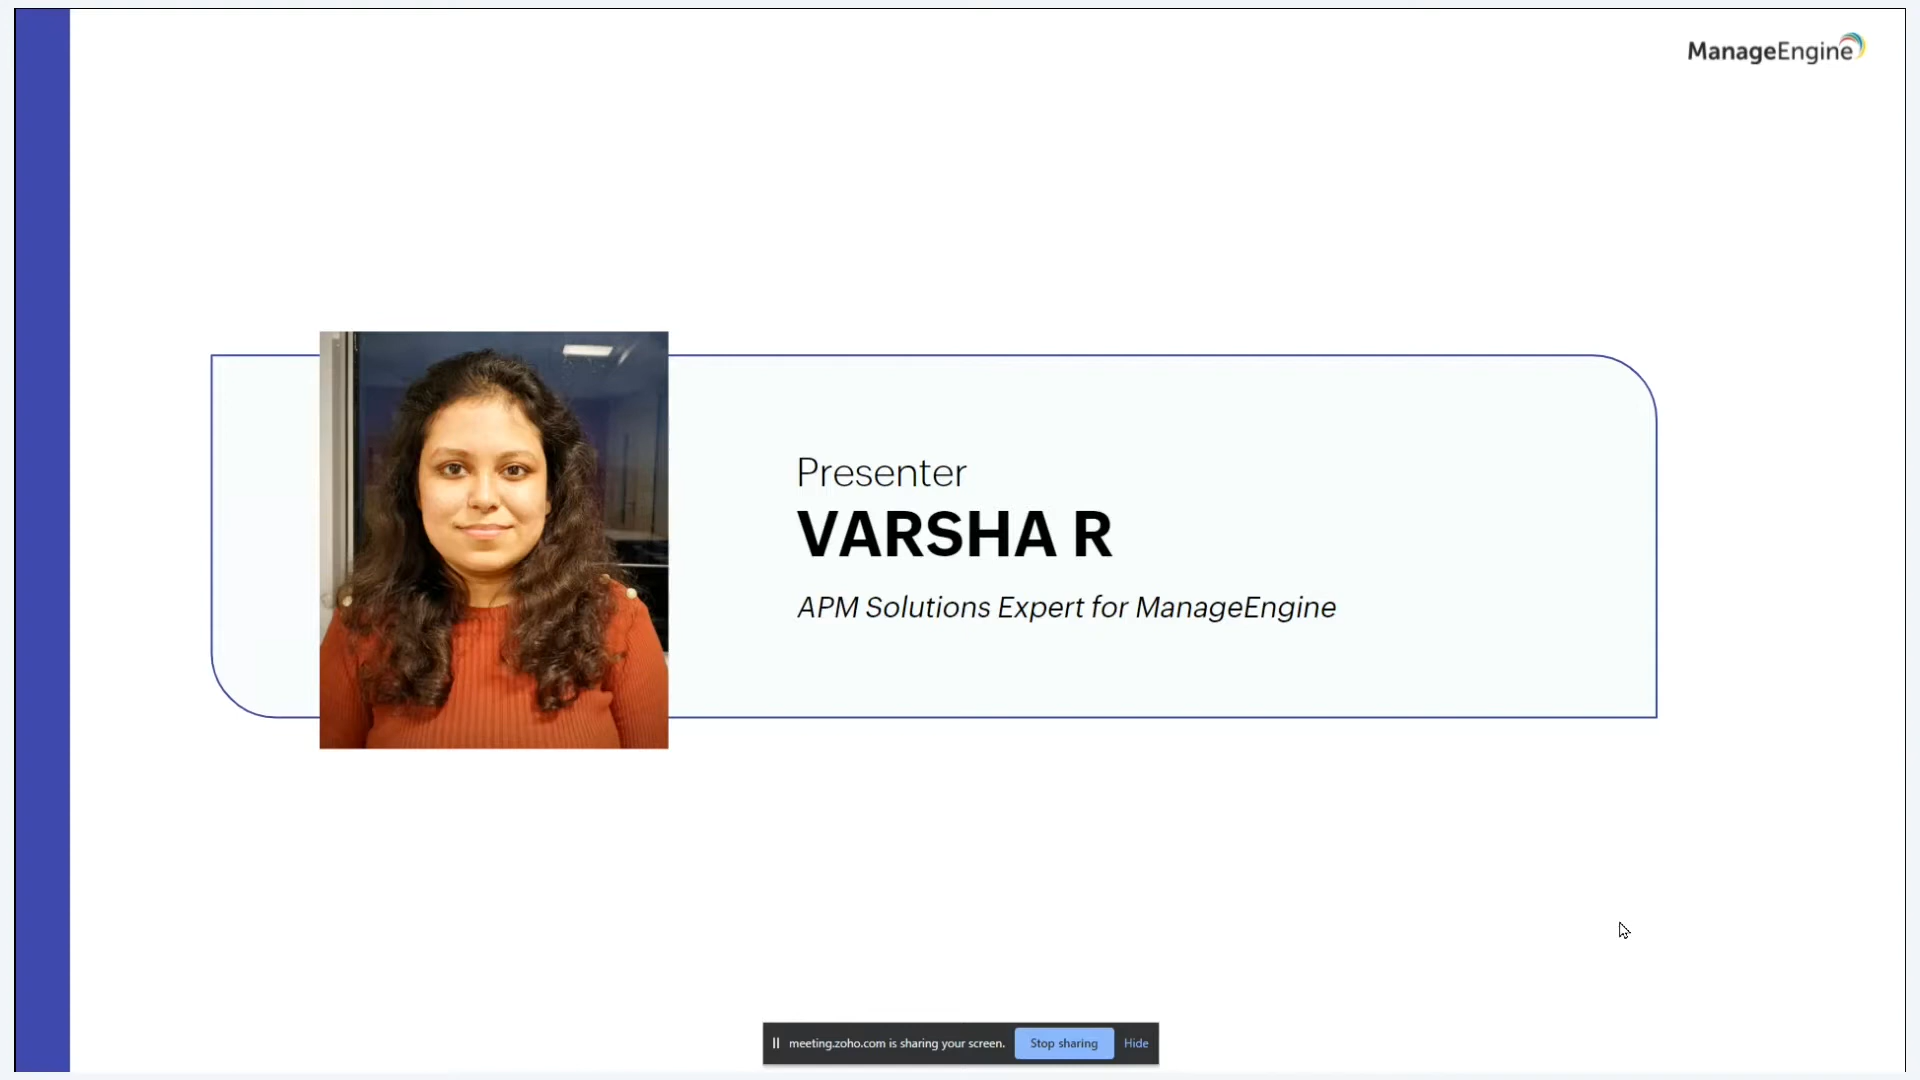 ManageEngine
Presenter
VARSHA R
APM Solutions Expert for ManageEngine
meeting.zoho.com is sharing your screen. Stop sharing Hide